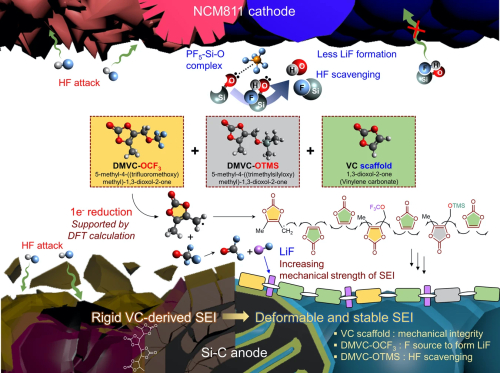 NCM811 cathode
HF attack
PF5-Si-O
complex
Less LiF formation
HF scavenging
Si
O
H
O
F
Si
H
O
F
Si
H
O
F
Si
DMVC-OCF3
5-methyl-4-((trifluoromethoxy)
methyl)-1,3-dioxol-2-one
+
DMVC-OTMS
5-methyl-4-((trimethylsilyloxy)
methyl)-1,3-dioxol-2-one
+
VC scaffold
1,3-dioxol-2-one
(Vinylene carbonate)
1e⁻ reduction
Supported by
DFT calculation
HF attack
+
+
LiF
Increasing
mechanical strength of SEI
Me
CH2
F3CO
Me
OTMS
Me
Rigid VC-derived SEI
Deformable and stable SEI
Si-C anode
▪ VC scaffold : mechanical integrity
▪ DMVC-OCF3 : F source to form LiF
▪ DMVC-OTMS : HF scavenging